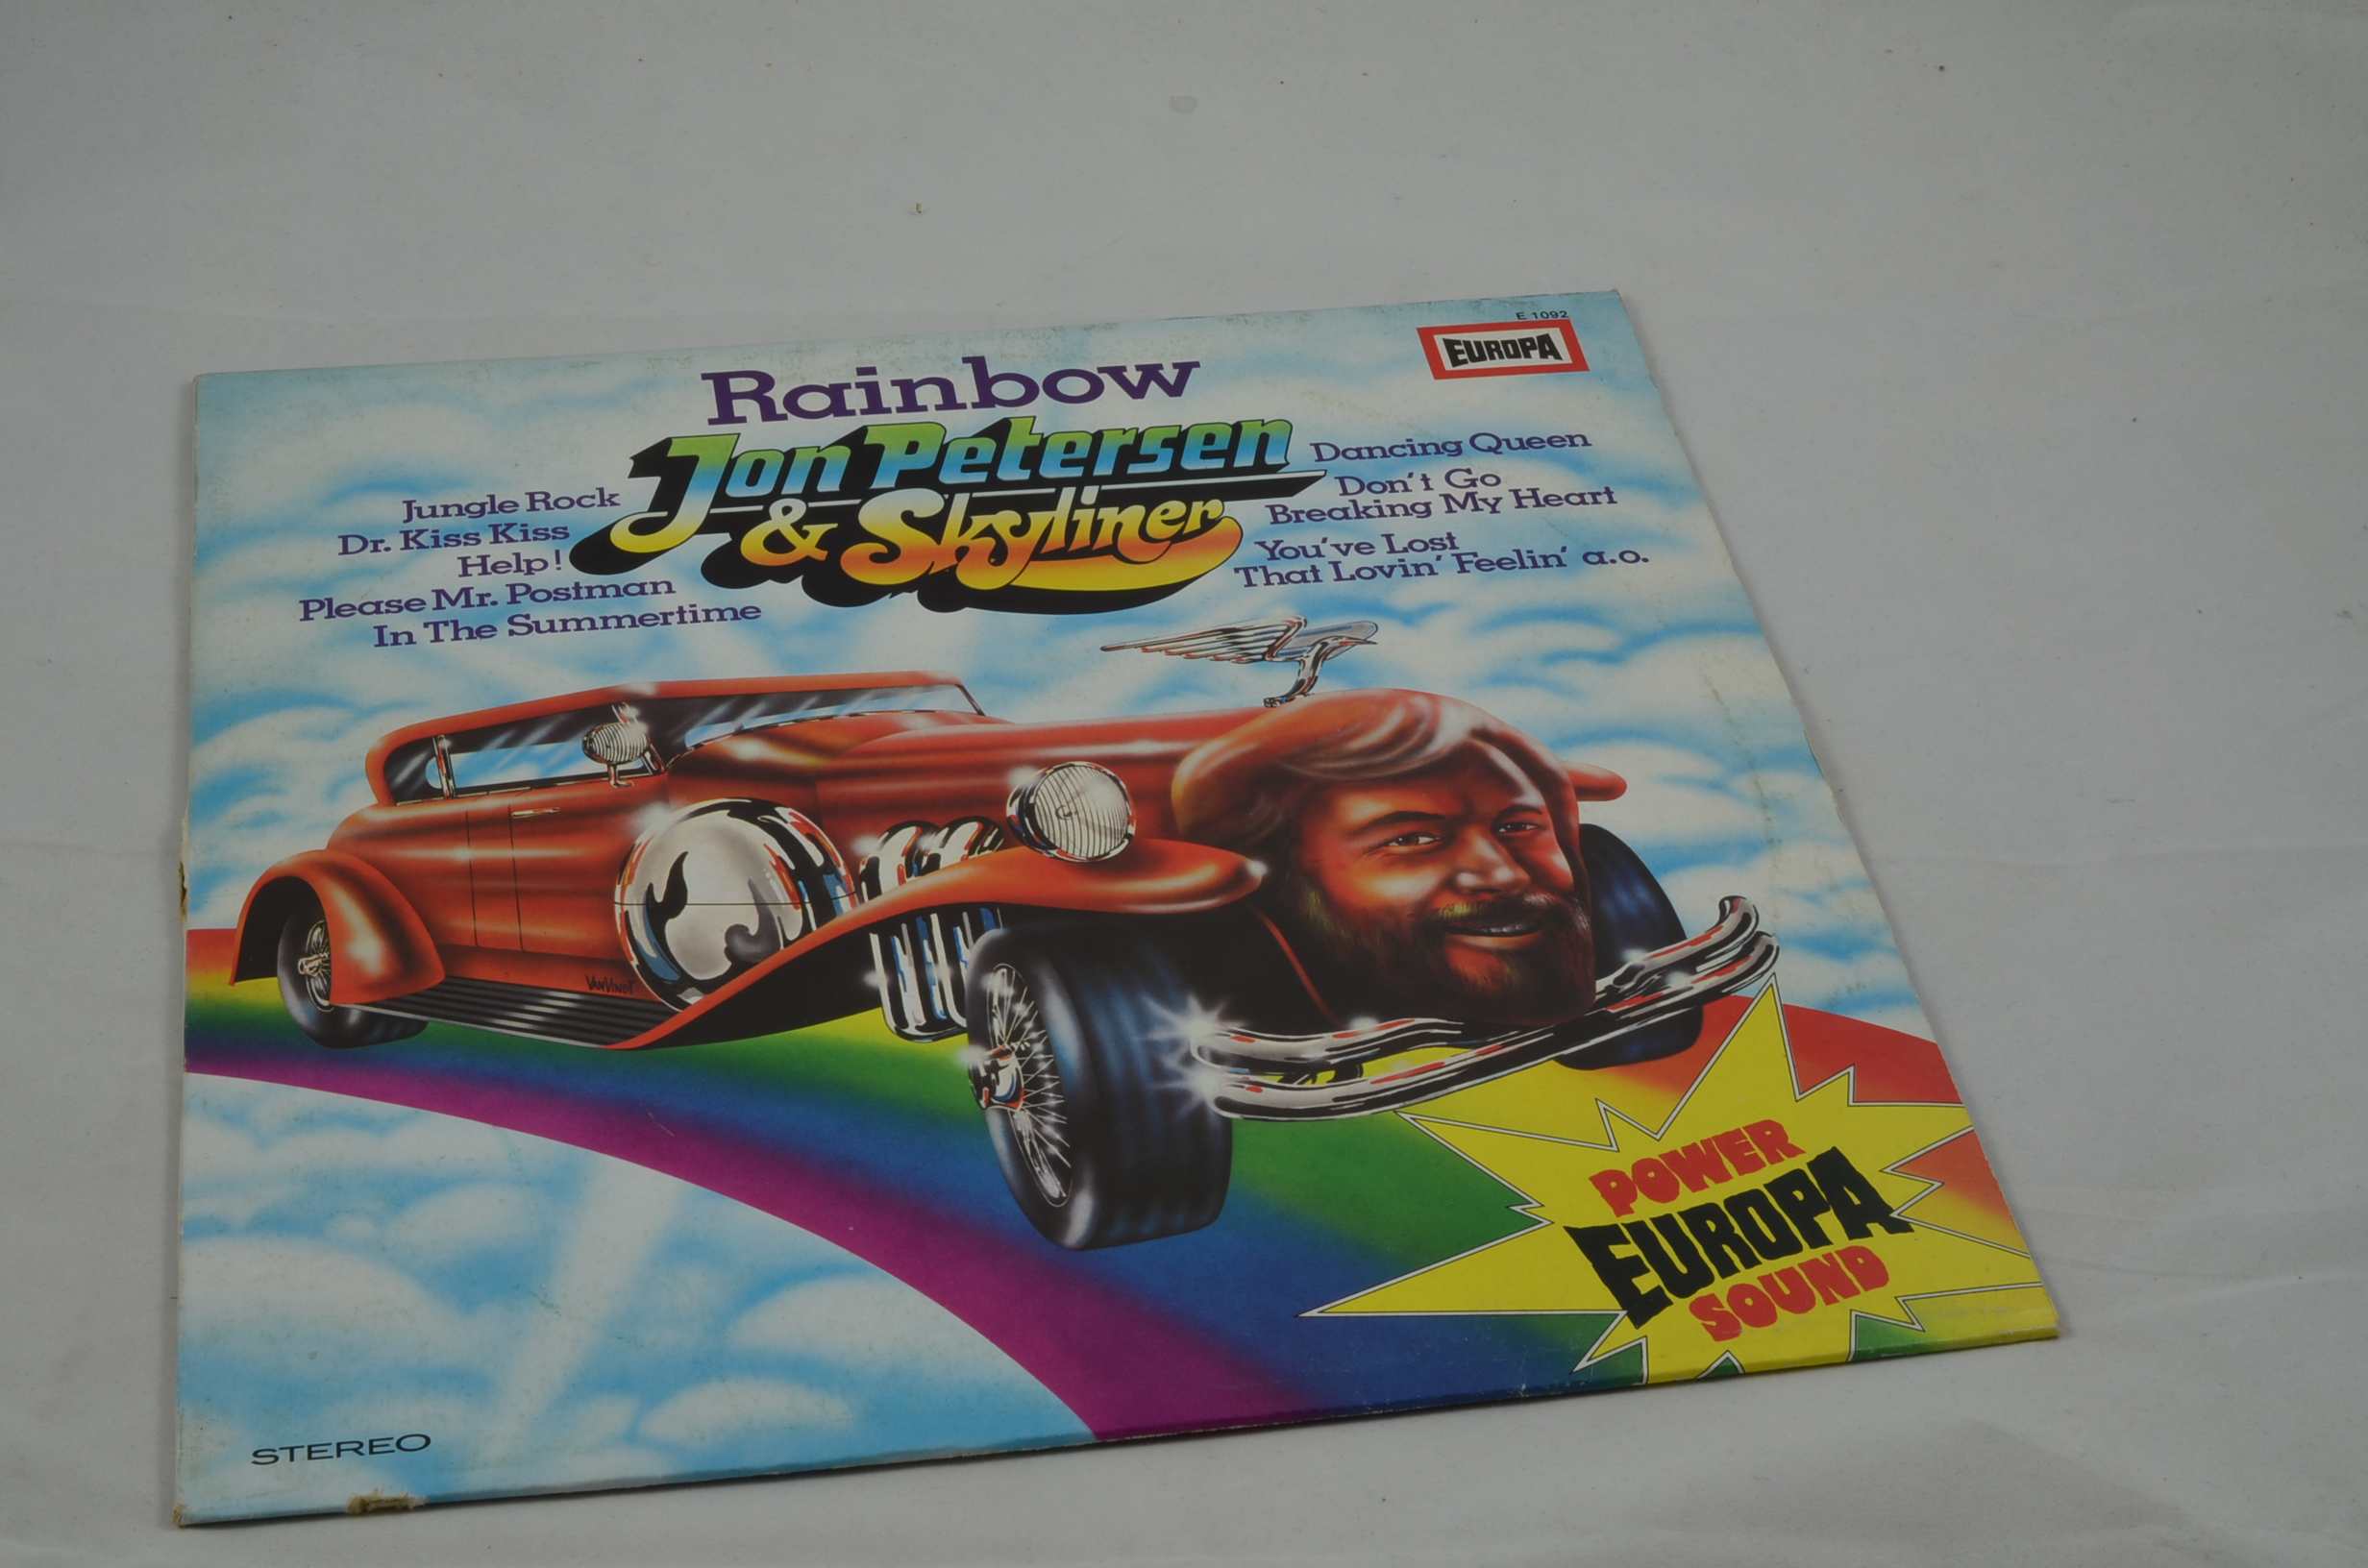 E 1092
EUROPA
Rainbow
Jon Petersen
& Skyliner
Jungle Rock
Dr. Kiss Kiss
Help!
Please Mr. Postman
In The Summertime
Dancing Queen
Don't Go
Breaking My Heart
You've Lost
That Lovin' Feelin' a.o.
VanVindt
POWER
EUROPA
SOUND
STEREO